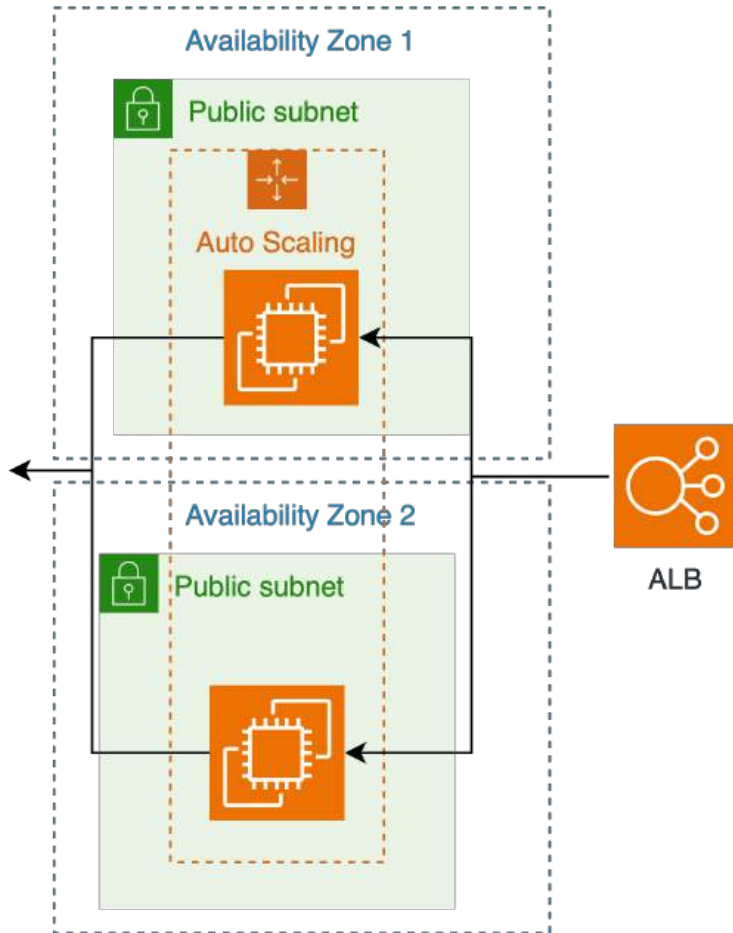 Availability Zone 1
Public subnet
Auto Scaling
Availability Zone 2
Public subnet
ALB